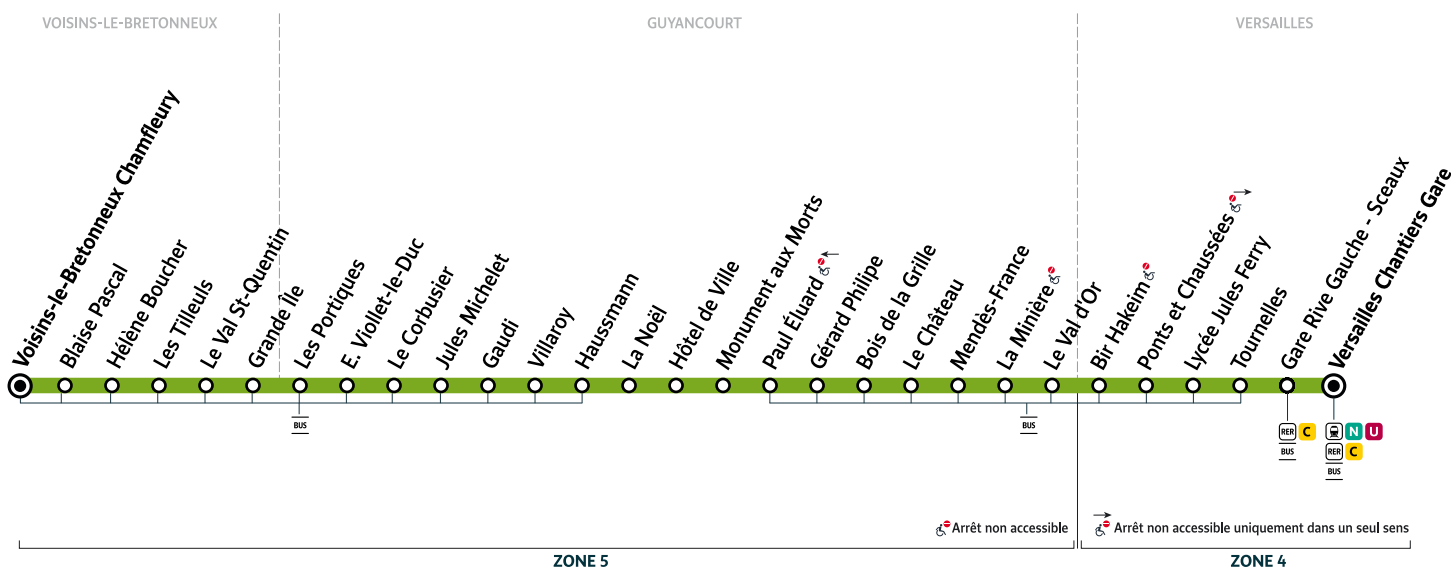 VOISINS-LE-BRETONNEUX
GUYANCOURT
VERSAILLES
Voisins-le-Bretonneux Chamfleury
Blaise Pascal
Hélène Boucher
Les Tilleuls
Le Val St-Quentin
Grande Île
Les Portiques
E. Viollet-le-Duc
Le Corbusier
Jules Michelet
Gaudi
Villaroy
Haussmann
La Noël
Hôtel de Ville
Monument aux Morts
Paul Éluard
Gérard Philipe
Bois de la Grille
Le Château
Mendès-France
La Minière
Le Val d'Or
Bir Hakeim
Ponts et Chaussées
Lycée Jules Ferry
Tournelles
Gare Rive Gauche - Sceaux
Versailles Chantiers Gare
BUS
BUS
RER C
BUS
N U
RER C
BUS
Arrêt non accessible
Arrêt non accessible uniquement dans un seul sens
ZONE 5
ZONE 4